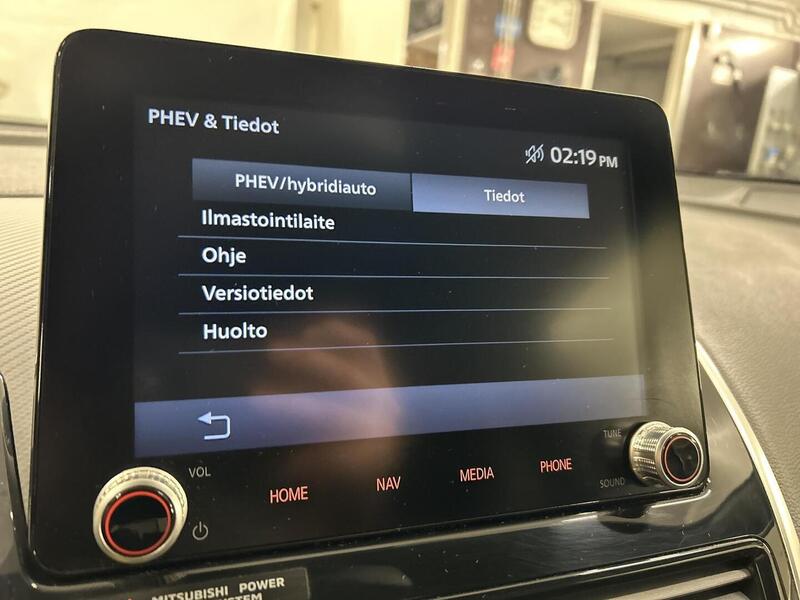 PHEV & Tiedot
02:19 PM
PHEV/hybridiauto
Tiedot
Ilmastointilaite
Ohje
Versiotiedot
Huolto
VOL
HOME
NAV
MEDIA
PHONE
TUNE
SOUND
MITSUBISHI POWER
SYSTEM